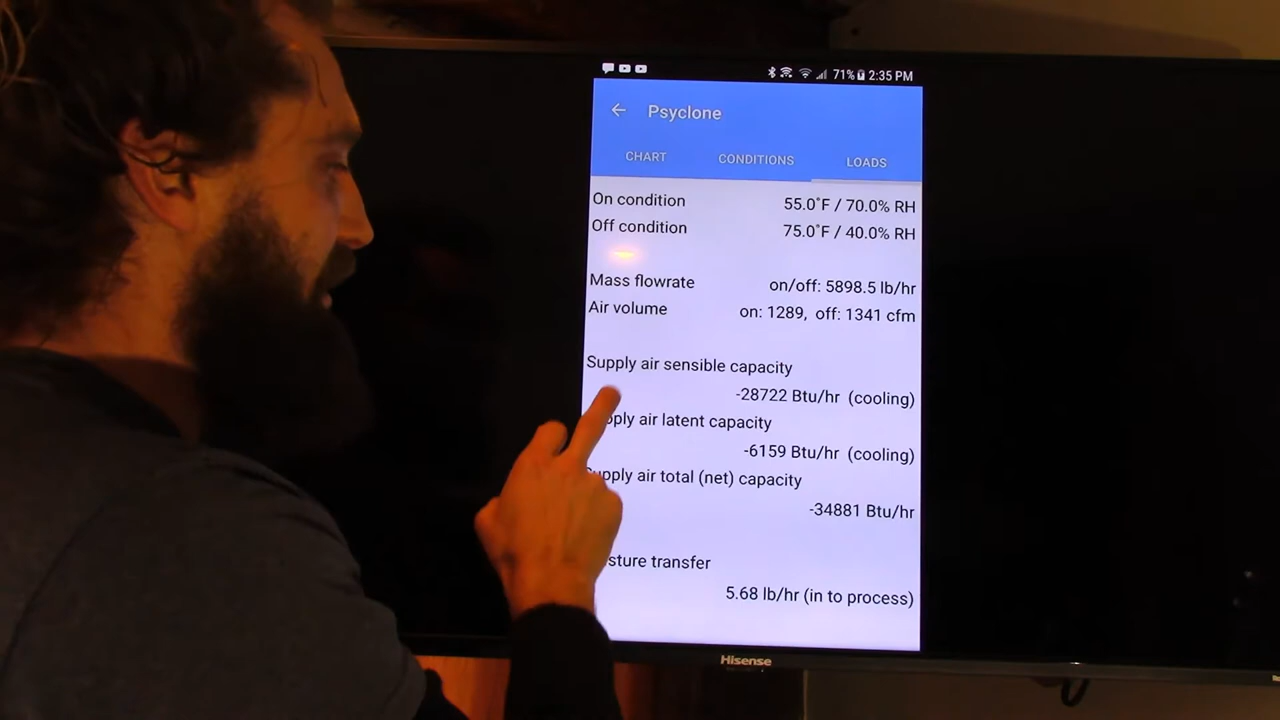 71% 2:35 PM
Psyclone
CHART CONDITIONS LOADS
On condition 55.0°F / 70.0% RH
Off condition 75.0°F / 40.0% RH
Mass flowrate on/off: 5898.5 lb/hr
Air volume on: 1289, off: 1341 cfm
Supply air sensible capacity
-28722 Btu/hr (cooling)
pply air latent capacity
-6159 Btu/hr (cooling)
Supply air total (net) capacity
-34881 Btu/hr
sture transfer
5.68 lb/hr (in to process)
Hisense